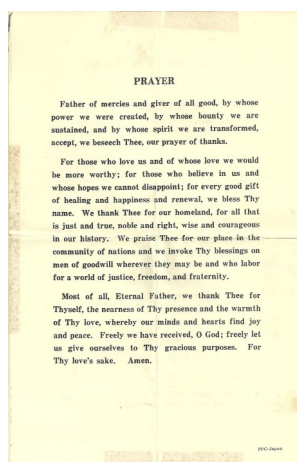 PRAYER
Father of mercies and giver of all good, by whose
power we were created, by whose bounty we are
sustained, and by whose spirit we are transformed,
accept, we beseech Thee, our prayer of thanks.
For those who love us and of whose love we would
be more worthy; for those who believe in us and
whose hopes we cannot disappoint; for every good gift
of healing and happiness and renewal, we bless Thy
name. We thank Thee for our homeland, for all that
is just and true, noble and right, wise and courageous
in our history. We praise Thee for our place in the
community of nations and we invoke Thy blessings on
men of goodwill wherever they may be and who labor
for a world of justice, freedom, and fraternity.
Most of all, Eternal Father, we thank Thee for
Thyself, the nearness of Thy presence and the warmth
of Thy love, whereby our minds and hearts find joy
and peace. Freely we have received, O God; freely let
us give ourselves to Thy gracious purposes. For
Thy love's sake. Amen.
PPC-Japan